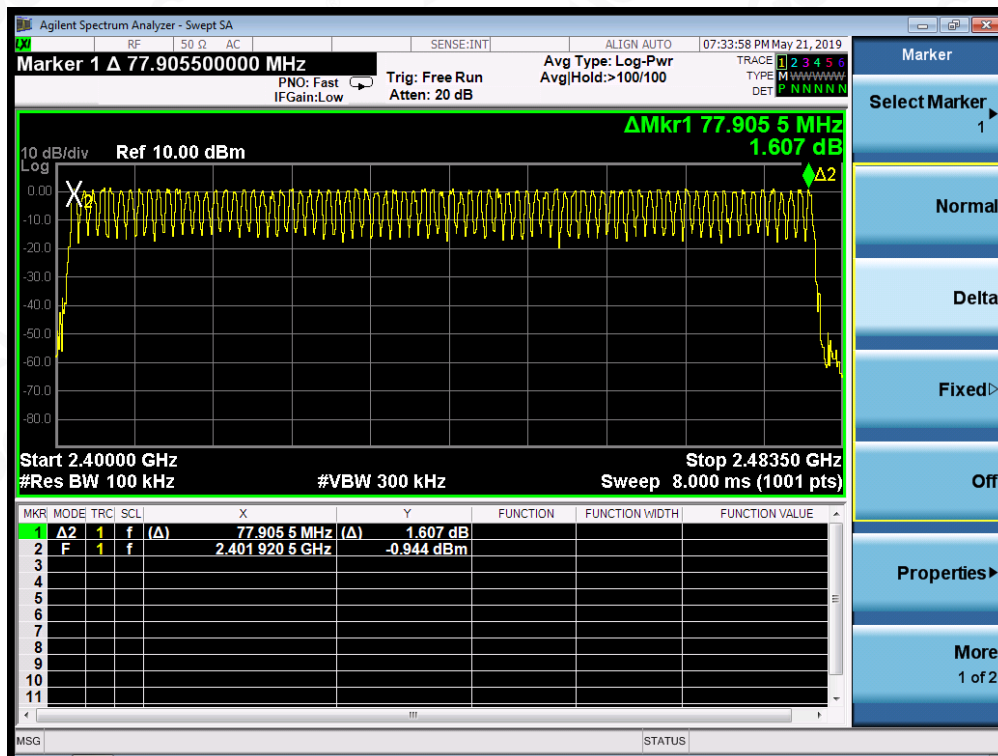 Agilent Spectrum Analyzer - Swept SA
LXI RF 50 Ω AC SENSE:INT ALIGN AUTO 07:33:58 PM May 21, 2019
Marker 1 Δ 77.905500000 MHz
PNO: Fast
IFGain:Low
Trig: Free Run
Atten: 20 dB
Avg Type: Log-Pwr
Avg|Hold:>100/100
TRACE 1 2 3 4 5 6
TYPE M WWWWW
DET P N N N N N
ΔMkr1 77.905 5 MHz
1.607 dB
10 dB/div Ref 10.00 dBm
Log
0.00
-10.0
-20.0
-30.0
-40.0
-50.0
-60.0
-70.0
-80.0
2
Δ2
Start 2.40000 GHz Stop 2.48350 GHz
#Res BW 100 kHz #VBW 300 kHz Sweep 8.000 ms (1001 pts)
MKR MODE TRC SCL X Y FUNCTION FUNCTION WIDTH FUNCTION VALUE
1 Δ2 1 f (Δ) 77.905 5 MHz (Δ) 1.607 dB
2 F 1 f 2.401 920 5 GHz -0.944 dBm
3
4
5
6
7
8
9
10
11
MSG STATUS
Marker
Select Marker
1
Normal
Delta
Fixed
Off
Properties
More
1 of 2